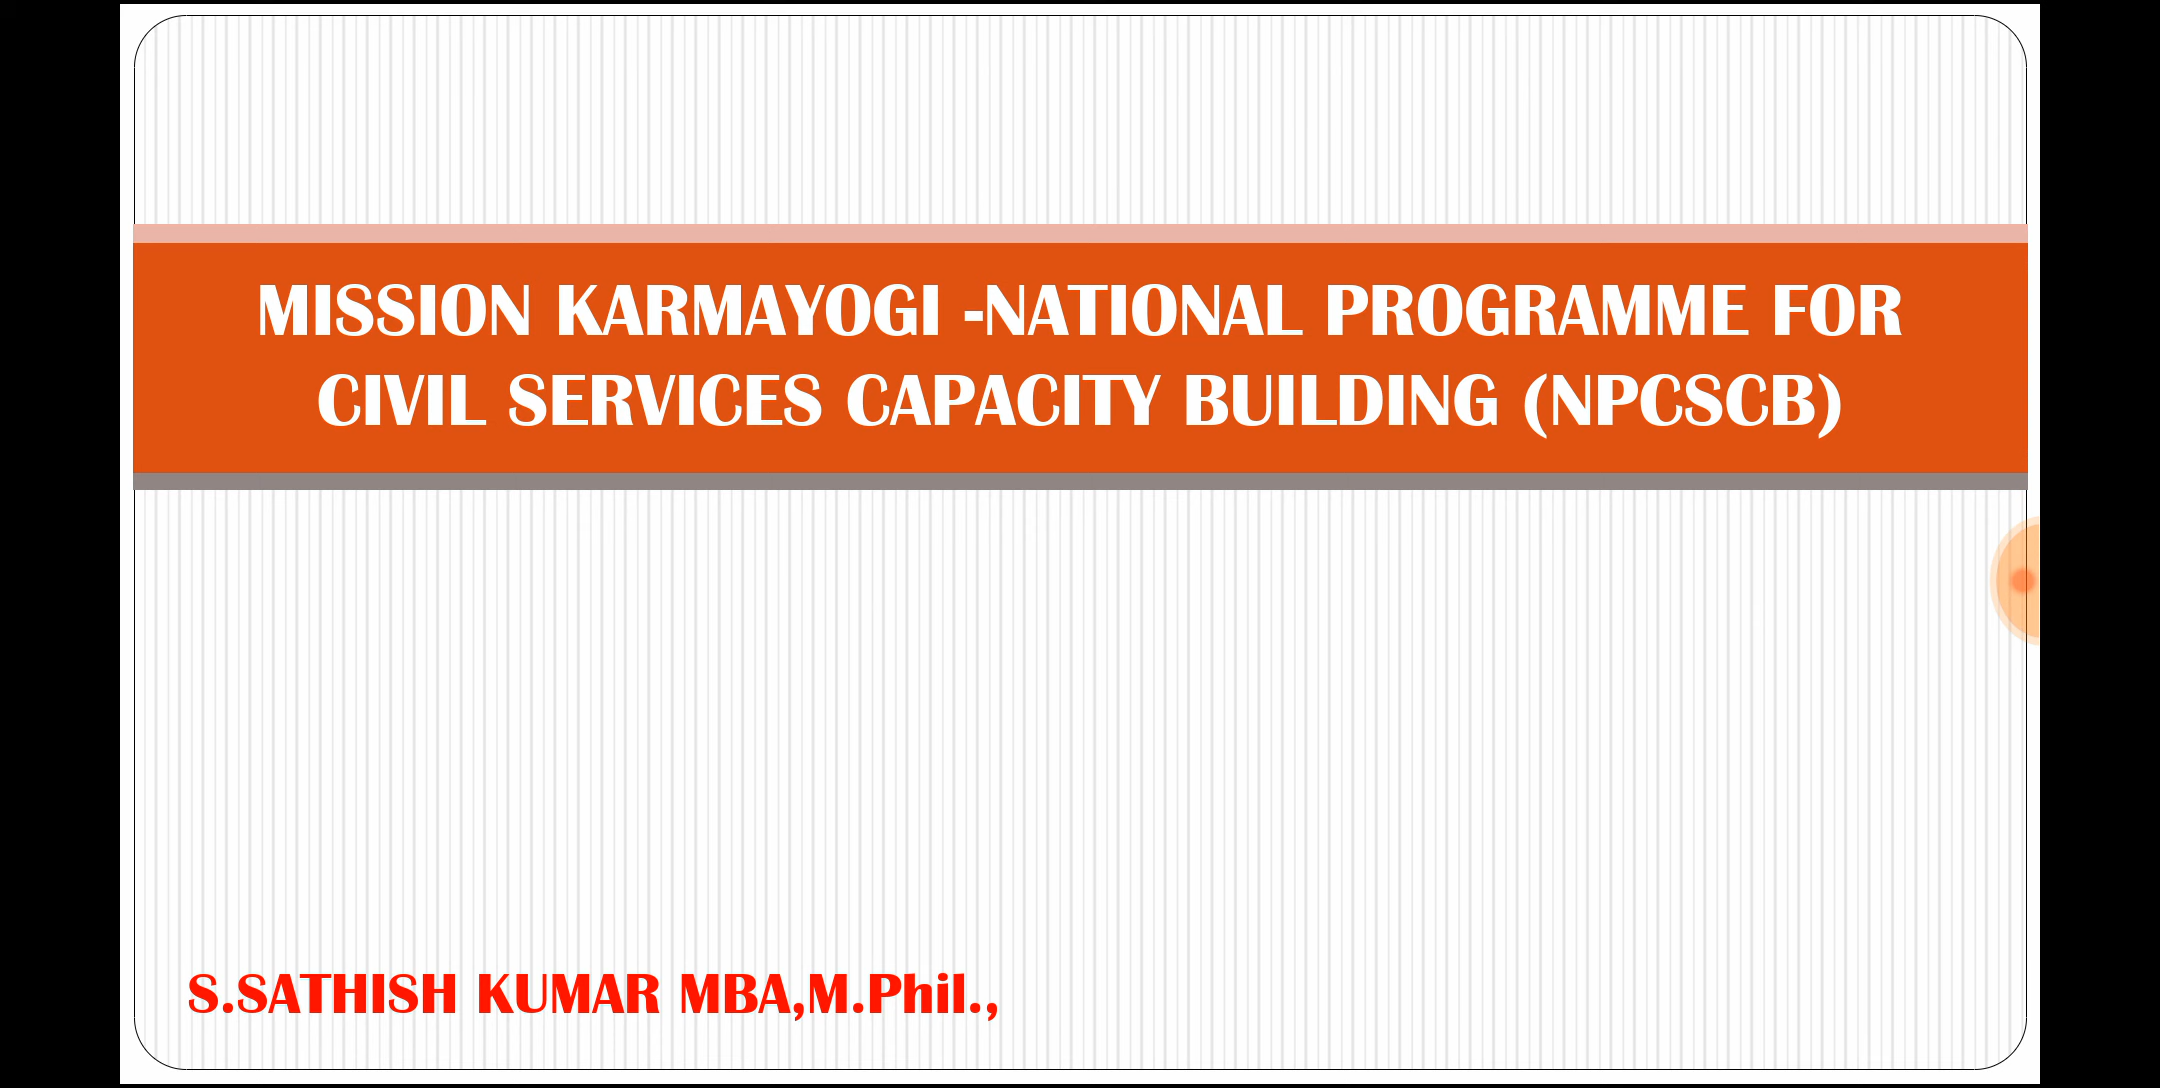 MISSION KARMAYOGI -NATIONAL PROGRAMME FOR
CIVIL SERVICES CAPACITY BUILDING (NPCSCB)
S.SATHISH KUMAR MBA,M.Phil.,